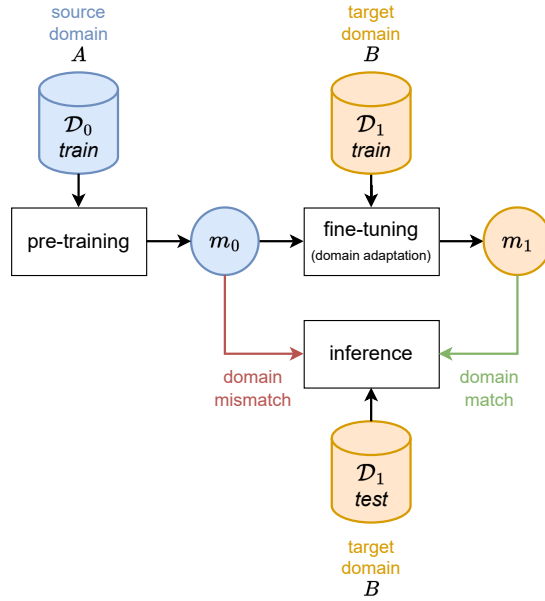 source
domain
A
target
domain
B
𝒟₀
train
𝒟₁
train
pre-training
m₀
fine-tuning
(domain adaptation)
m₁
inference
domain
mismatch
domain
match
𝒟₁
test
target
domain
B